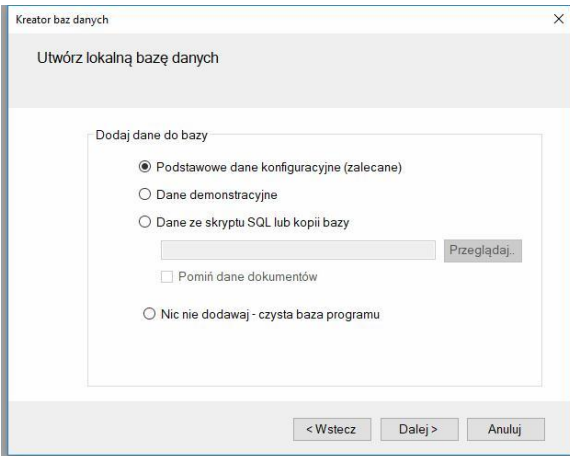 Kreator baz danych
Utwórz lokalną bazę danych
Dodaj dane do bazy
Podstawowe dane konfiguracyjne (zalecane)
Dane demonstracyjne
Dane ze skryptu SQL lub kopii bazy
Przeglądaj..
Pomiń dane dokumentów
Nic nie dodawaj - czysta baza programu
< Wstecz Dalej > Anuluj